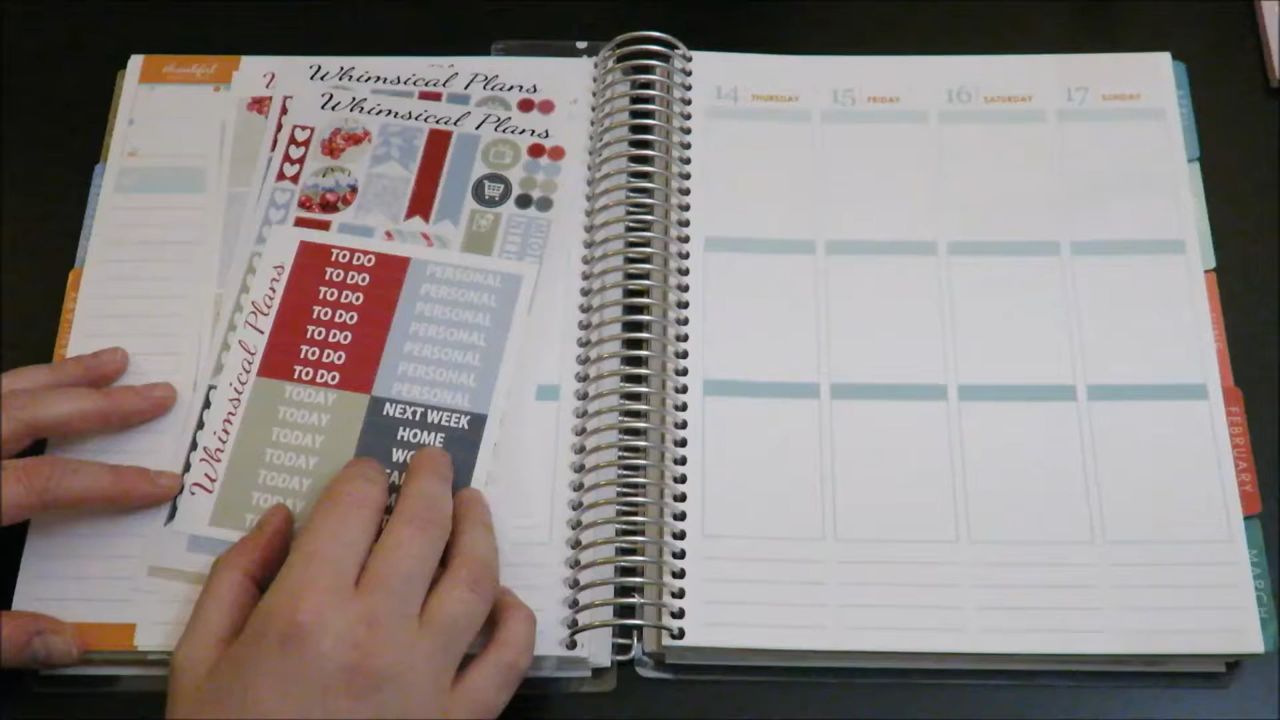 thoughtful
Whimsical Plans
Whimsical Plans
Whimsical Plans
TO DO
TO DO
TO DO
TO DO
TO DO
TO DO
TO DO
PERSONAL
PERSONAL
PERSONAL
PERSONAL
PERSONAL
PERSONAL
PERSONAL
TODAY
TODAY
TODAY
TODAY
TODAY
TODAY
NEXT WEEK
HOME
14 THURSDAY
15 FRIDAY
16 SATURDAY
17 SUNDAY
FEBRUARY
MARCH